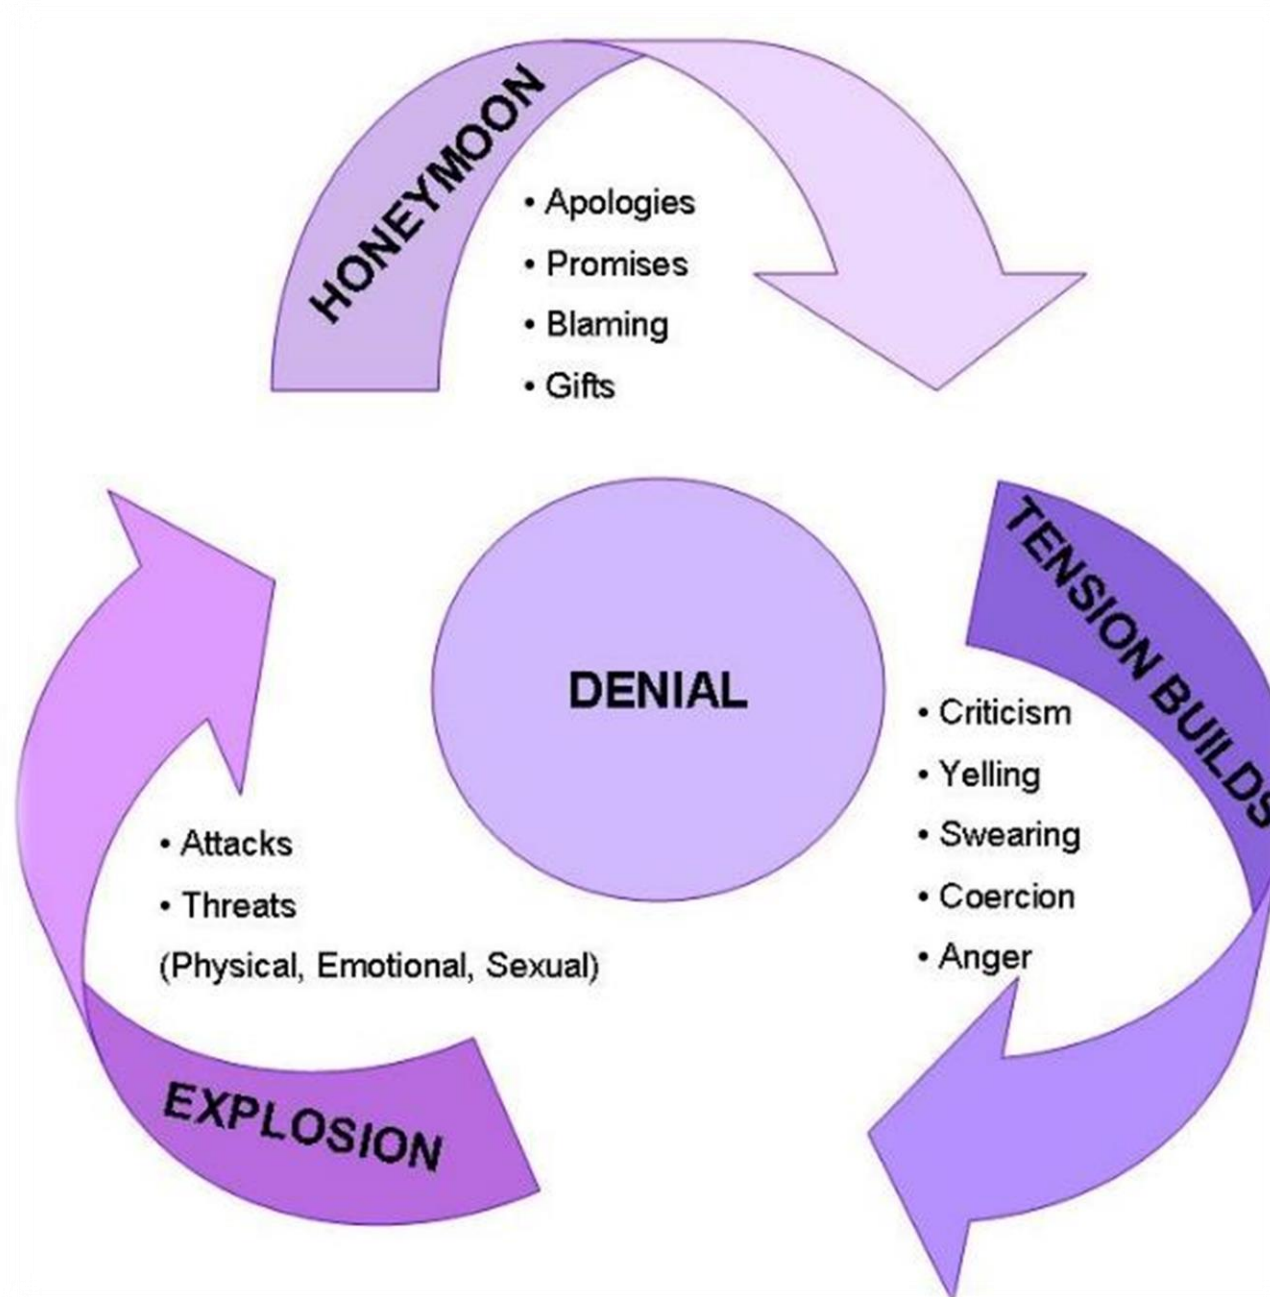 HONEYMOON
• Apologies
• Promises
• Blaming
• Gifts
TENSION BUILDS
• Criticism
• Yelling
• Swearing
• Coercion
• Anger
DENIAL
• Attacks
• Threats
(Physical, Emotional, Sexual)
EXPLOSION